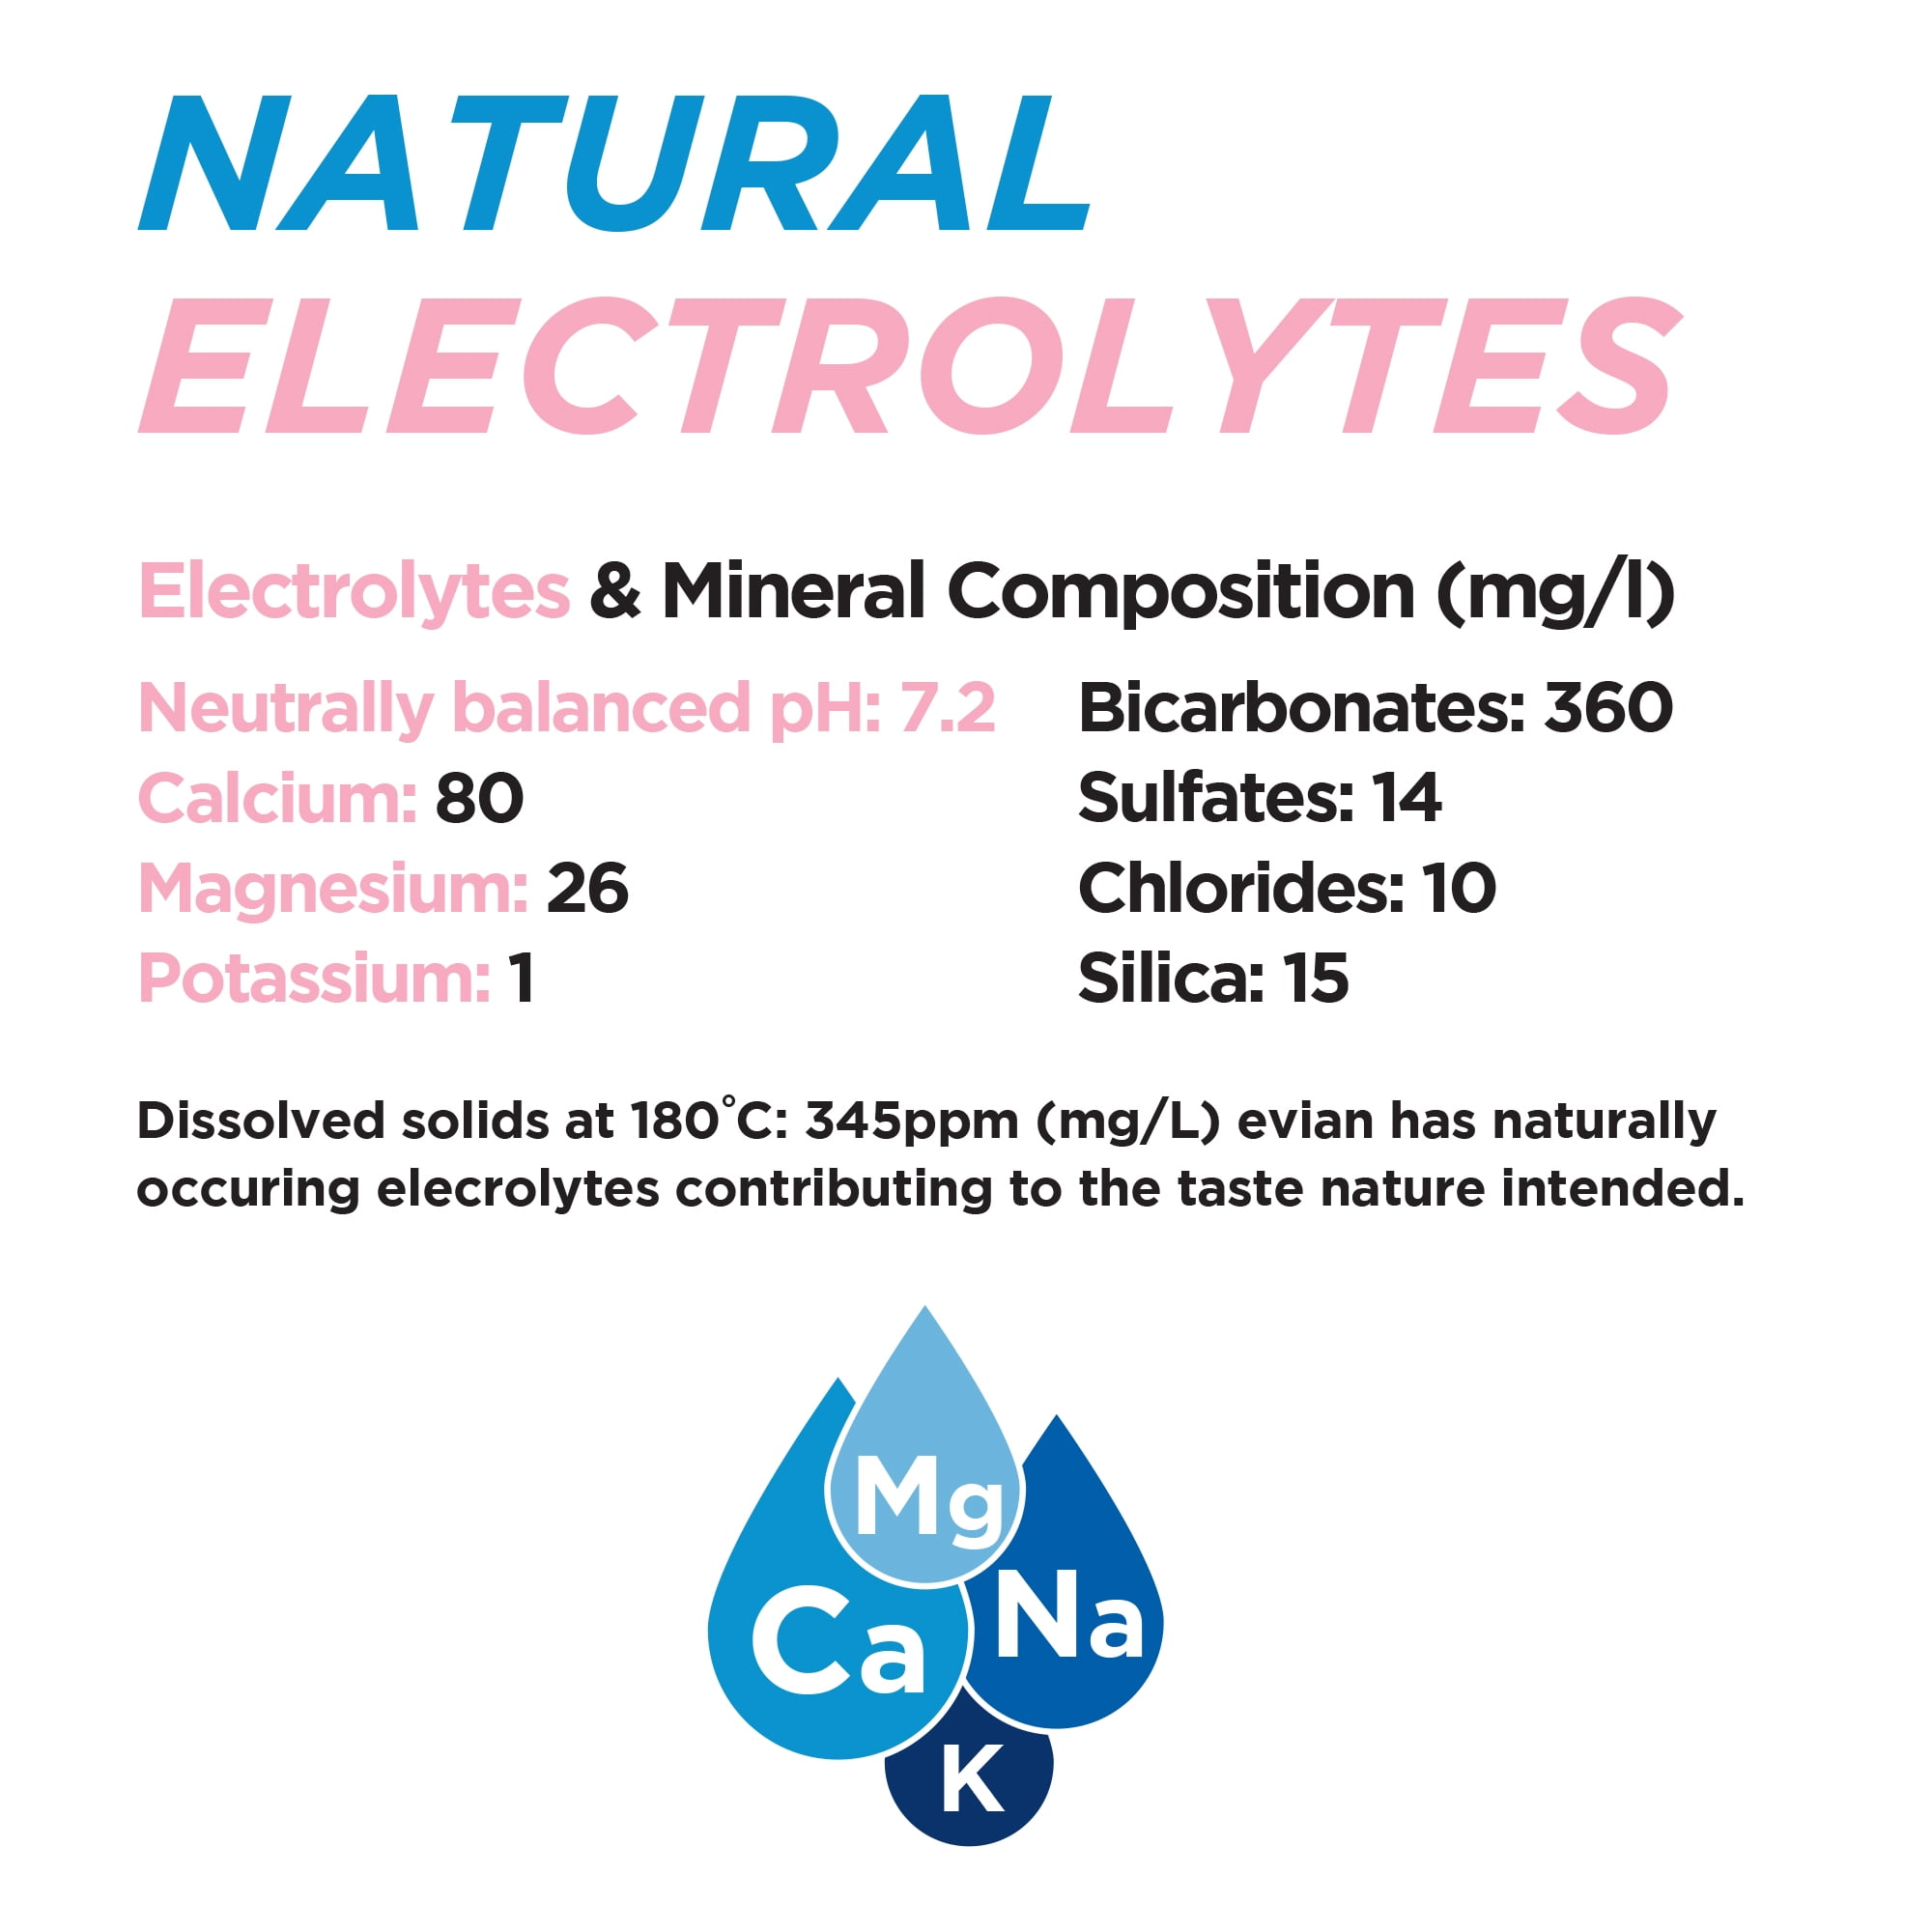 NATURAL
ELECTROLYTES
Electrolytes & Mineral Composition (mg/l)
Neutrally balanced pH: 7.2
Calcium: 80
Magnesium: 26
Potassium: 1
Bicarbonates: 360
Sulfates: 14
Chlorides: 10
Silica: 15
Dissolved solids at 180°C: 345ppm (mg/L) evian has naturally
occuring elecrolytes contributing to the taste nature intended.
Mg
Ca
Na
K